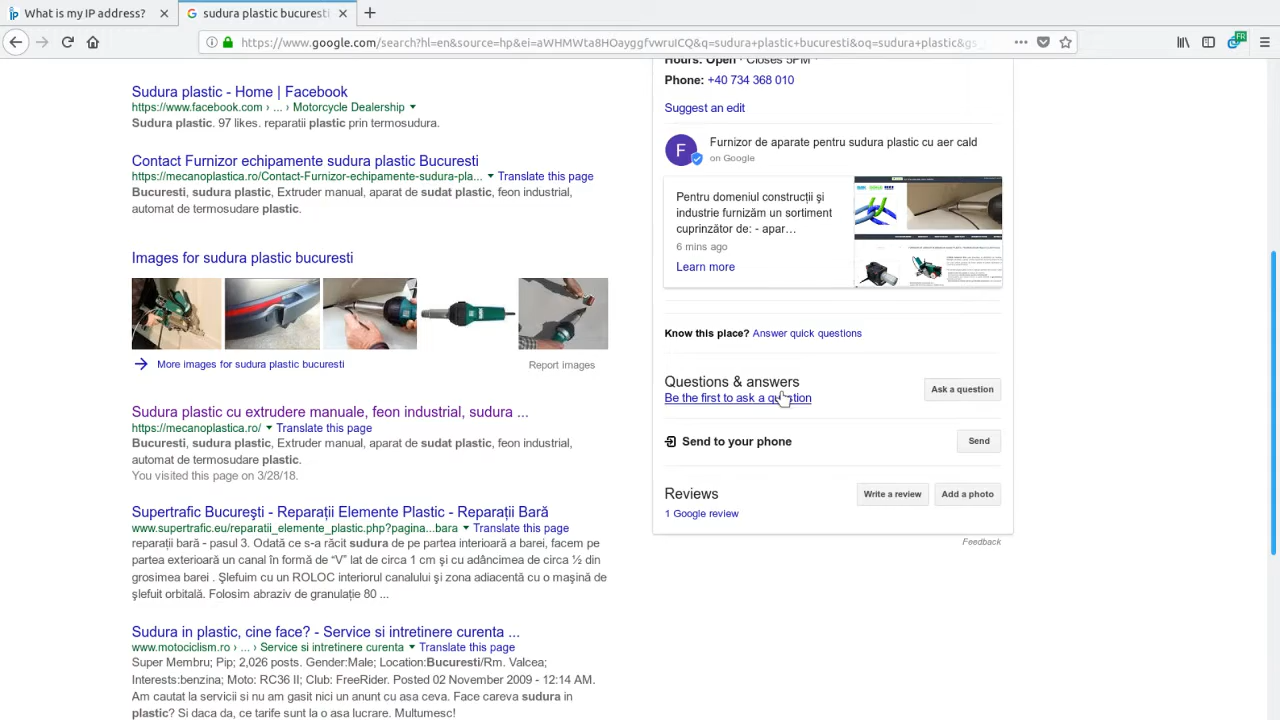 What is my IP address?
sudura plastic bucurest
https://www.google.com/search?hl=en&source=hp&ei=aWHMWta8HOayggfvwruICQ&q=sudura+plastic+bucuresti&oq=sudura+plastic&gs_
FR
Sudura plastic - Home | Facebook
https://www.facebook.com › ... › Motorcycle Dealership
Sudura plastic. 97 likes. reparatii plastic prin termosudura.
Contact Furnizor echipamente sudura plastic Bucuresti
https://mecanoplastica.ro/Contact-Furnizor-echipamente-sudura-pla... Translate this page
Bucuresti, sudura plastic, Extruder manual, aparat de sudat plastic, feon industrial,
automat de termosudare plastic.
Images for sudura plastic bucuresti
More images for sudura plastic bucuresti
Report images
Sudura plastic cu extrudere manuale, feon industrial, sudura ...
https://mecanoplastica.ro/ Translate this page
Bucuresti, sudura plastic, Extruder manual, aparat de sudat plastic, feon industrial,
automat de termosudare plastic.
You visited this page on 3/28/18.
Supertrafic Bucureşti - Reparaţii Elemente Plastic - Reparaţii Bară
www.supertrafic.eu/reparatii_elemente_plastic.php?pagina...bara Translate this page
reparaţii bară - pasul 3. Odată ce s-a răcit sudura de pe partea interioară a barei, facem pe
partea exterioară un canal în formă de “V” lat de circa 1 cm şi cu adâncimea de circa ½ din
grosimea barei . Şlefuim cu un ROLOC interiorul canalului şi zona adiacentă cu o maşină de
şlefuit orbitală. Folosim abraziv de granulaţie 80 ...
Sudura in plastic, cine face? - Service si intretinere curenta ...
www.motociclism.ro › ... › Service si intretinere curenta Translate this page
Super Membru; Pip; 2,026 posts. Gender:Male; Location:Bucuresti/Rm. Valcea;
Interests:benzina; Moto: RC36 II; Club: FreeRider. Posted 02 November 2009 - 12:14 AM.
Am cautat la servicii si nu am gasit nici un anunt cu asa ceva. Face careva sudura in
plastic? Si daca da, ce tarife sunt la o asa lucrare. Multumesc!
Hours: Open · Closes 5PM
Phone: +40 734 368 010
Suggest an edit
F
Furnizor de aparate pentru sudura plastic cu aer cald
on Google
Pentru domeniul construcții și
industrie furnizăm un sortiment
cuprinzător de: - apar…
6 mins ago
Learn more
Know this place? Answer quick questions
Questions & answers
Be the first to ask a question
Ask a question
Send to your phone
Send
Reviews
Write a review
Add a photo
1 Google review
Feedback